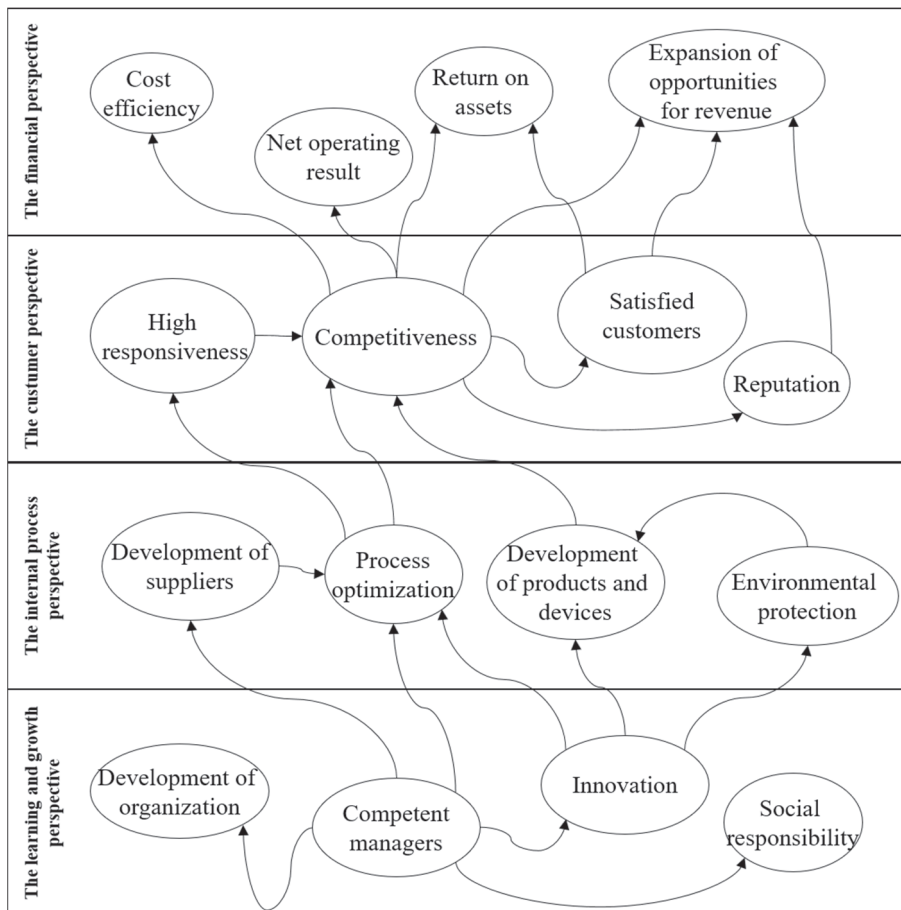 The financial perspective
Cost
efficiency
Net operating
result
Return on
assets
Expansion of
opportunities
for revenue
The custumer perspective
High
responsiveness
Competitiveness
Satisfied
customers
Reputation
The internal process
perspective
Development of
suppliers
Process
optimization
Development
of products and
devices
Environmental
protection
The learning and growth
perspective
Development of
organization
Competent
managers
Innovation
Social
responsibility